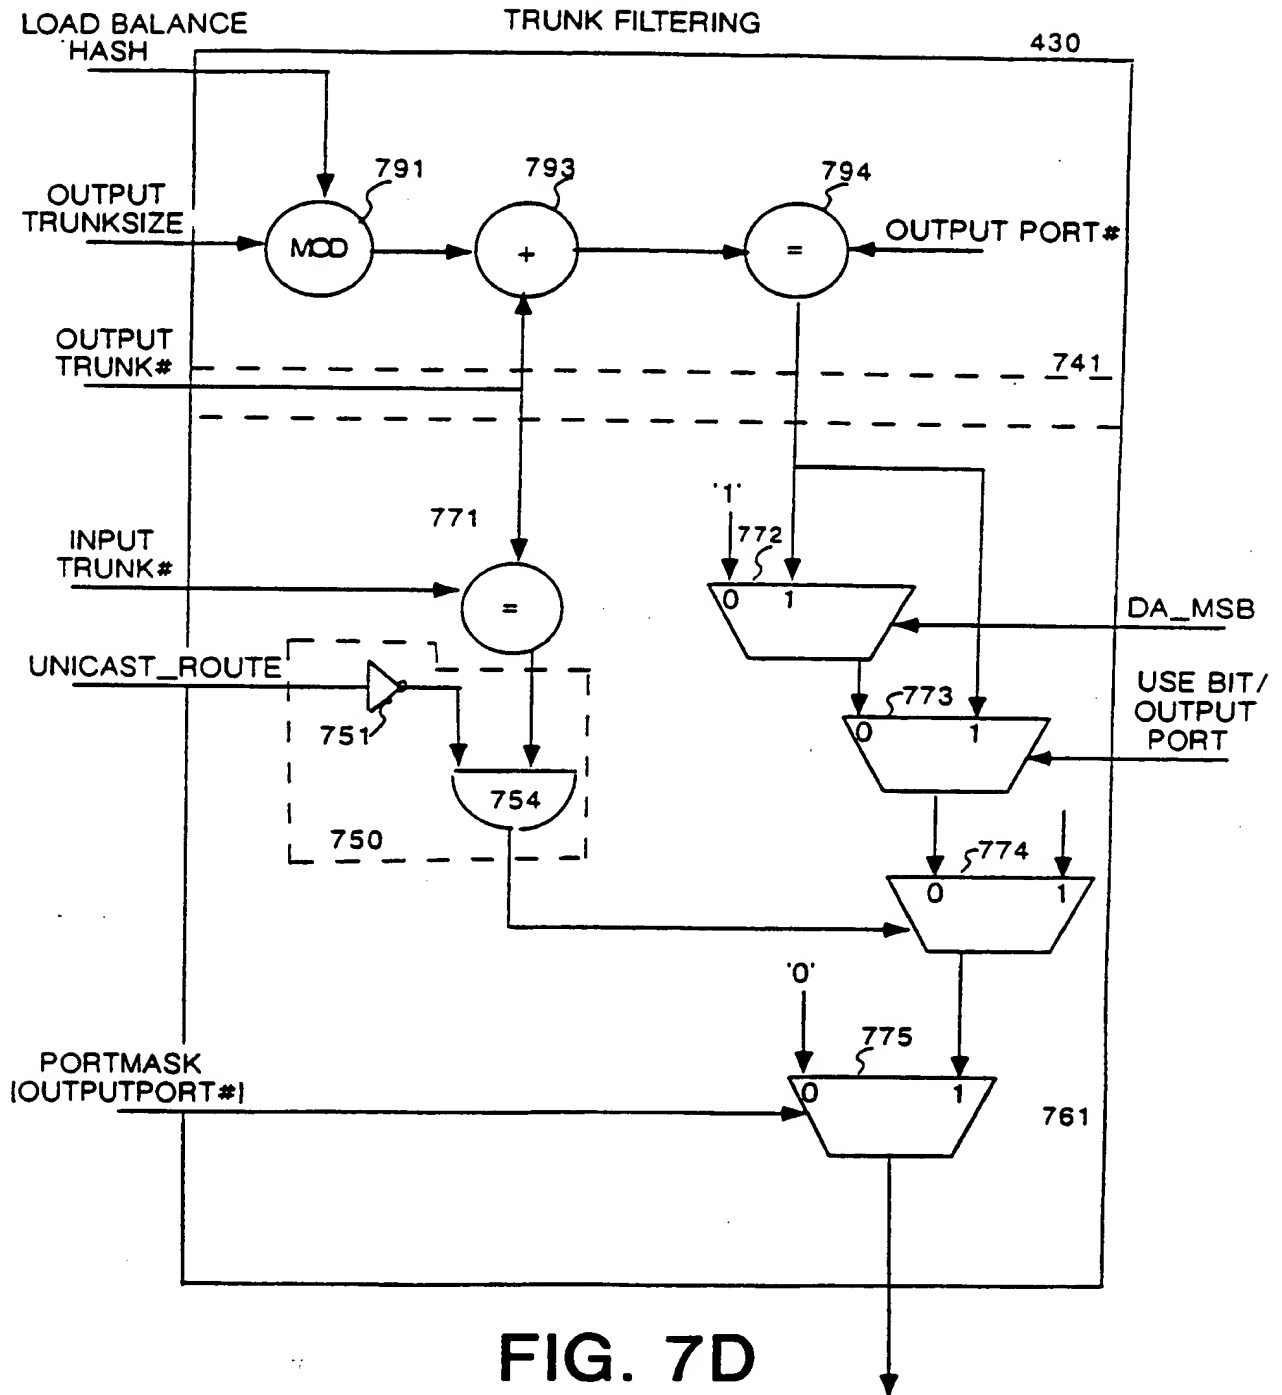 LOAD BALANCE
HASH
TRUNK FILTERING
430
791
793
794
OUTPUT
TRUNKSIZE
MOD
+
=
OUTPUT PORT#
OUTPUT
TRUNK#
741
'1'
771
772
INPUT
TRUNK#
=
0 1
DA_MSB
UNICAST_ROUTE
751
773
0 1
USE BIT/
OUTPUT
PORT
754
750
774
0 1
'0'
775
PORTMASK
[OUTPUTPORT#]
0 1
761
FIG. 7D